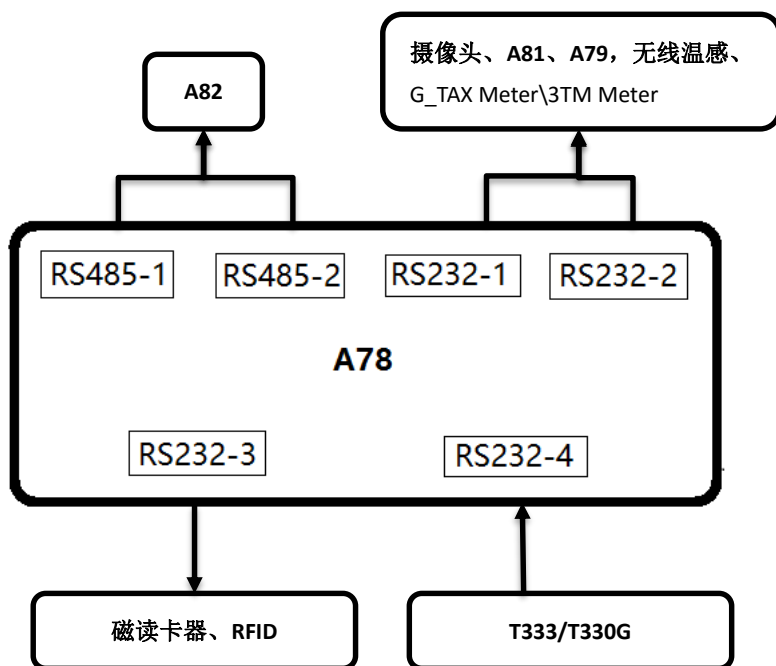 A82
摄像头、A81、A79，无线温感、
G_TAX Meter\3TM Meter
RS485-1
RS485-2
RS232-1
RS232-2
A78
RS232-3
RS232-4
磁读卡器、RFID
T333/T330G